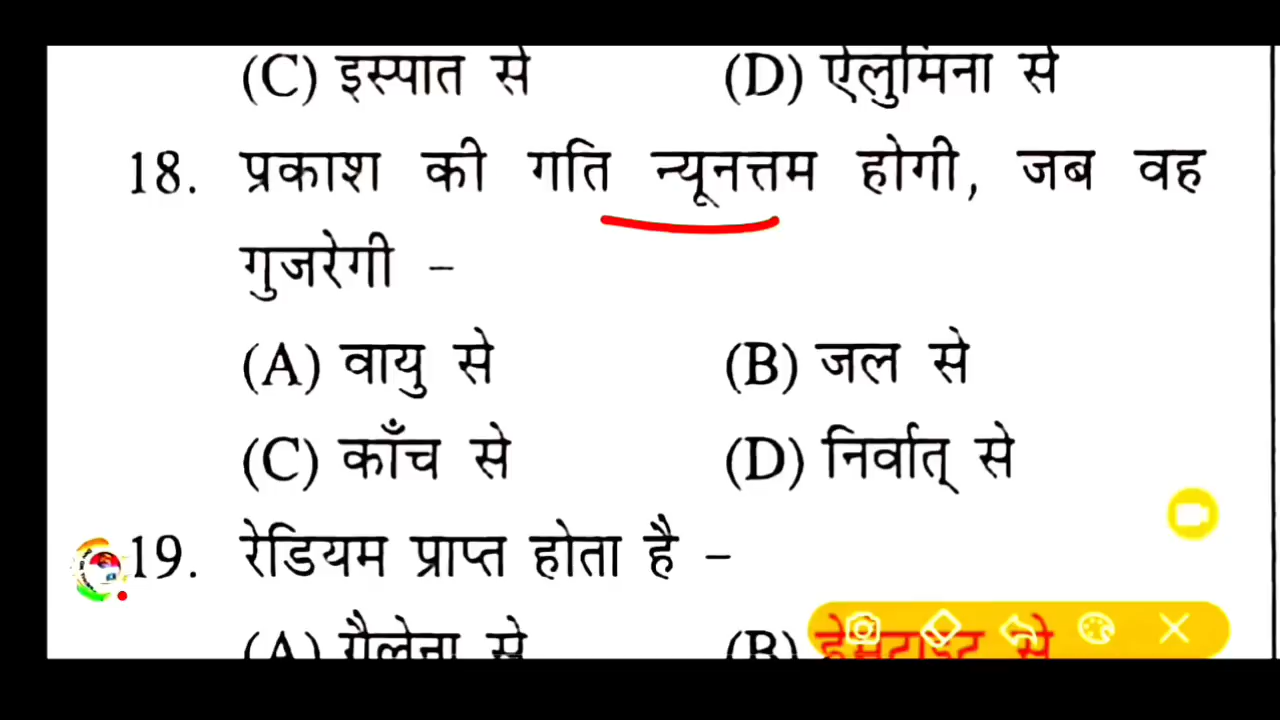 (C) इस्पात से (D) ऐलुमिना से
18. प्रकाश की गति न्यूनत्तम होगी, जब वह
गुजरेगी –
(A) वायु से (B) जल से
(C) काँच से (D) निर्वात् से
19. रेडियम प्राप्त होता है –
(A) गैलेना से (B) से